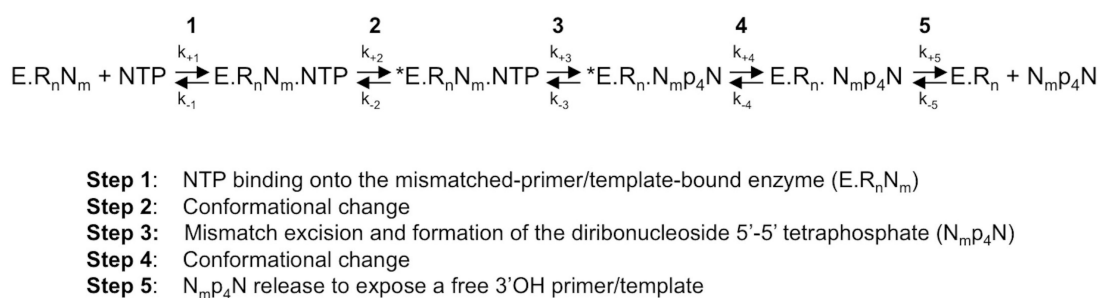 1 2 3 4 5
k+1 k+2 k+3 k+4 k+5
E.RnNm + NTP E.RnNm.NTP *E.RnNm.NTP *E.Rn.Nmp4N E.Rn. Nmp4N E.Rn + Nmp4N
k-1 k-2 k-3 k-4 k-5
Step 1: NTP binding onto the mismatched-primer/template-bound enzyme (E.RnNm)
Step 2: Conformational change
Step 3: Mismatch excision and formation of the diribonucleoside 5'-5' tetraphosphate (Nmp4N)
Step 4: Conformational change
Step 5: Nmp4N release to expose a free 3'OH primer/template